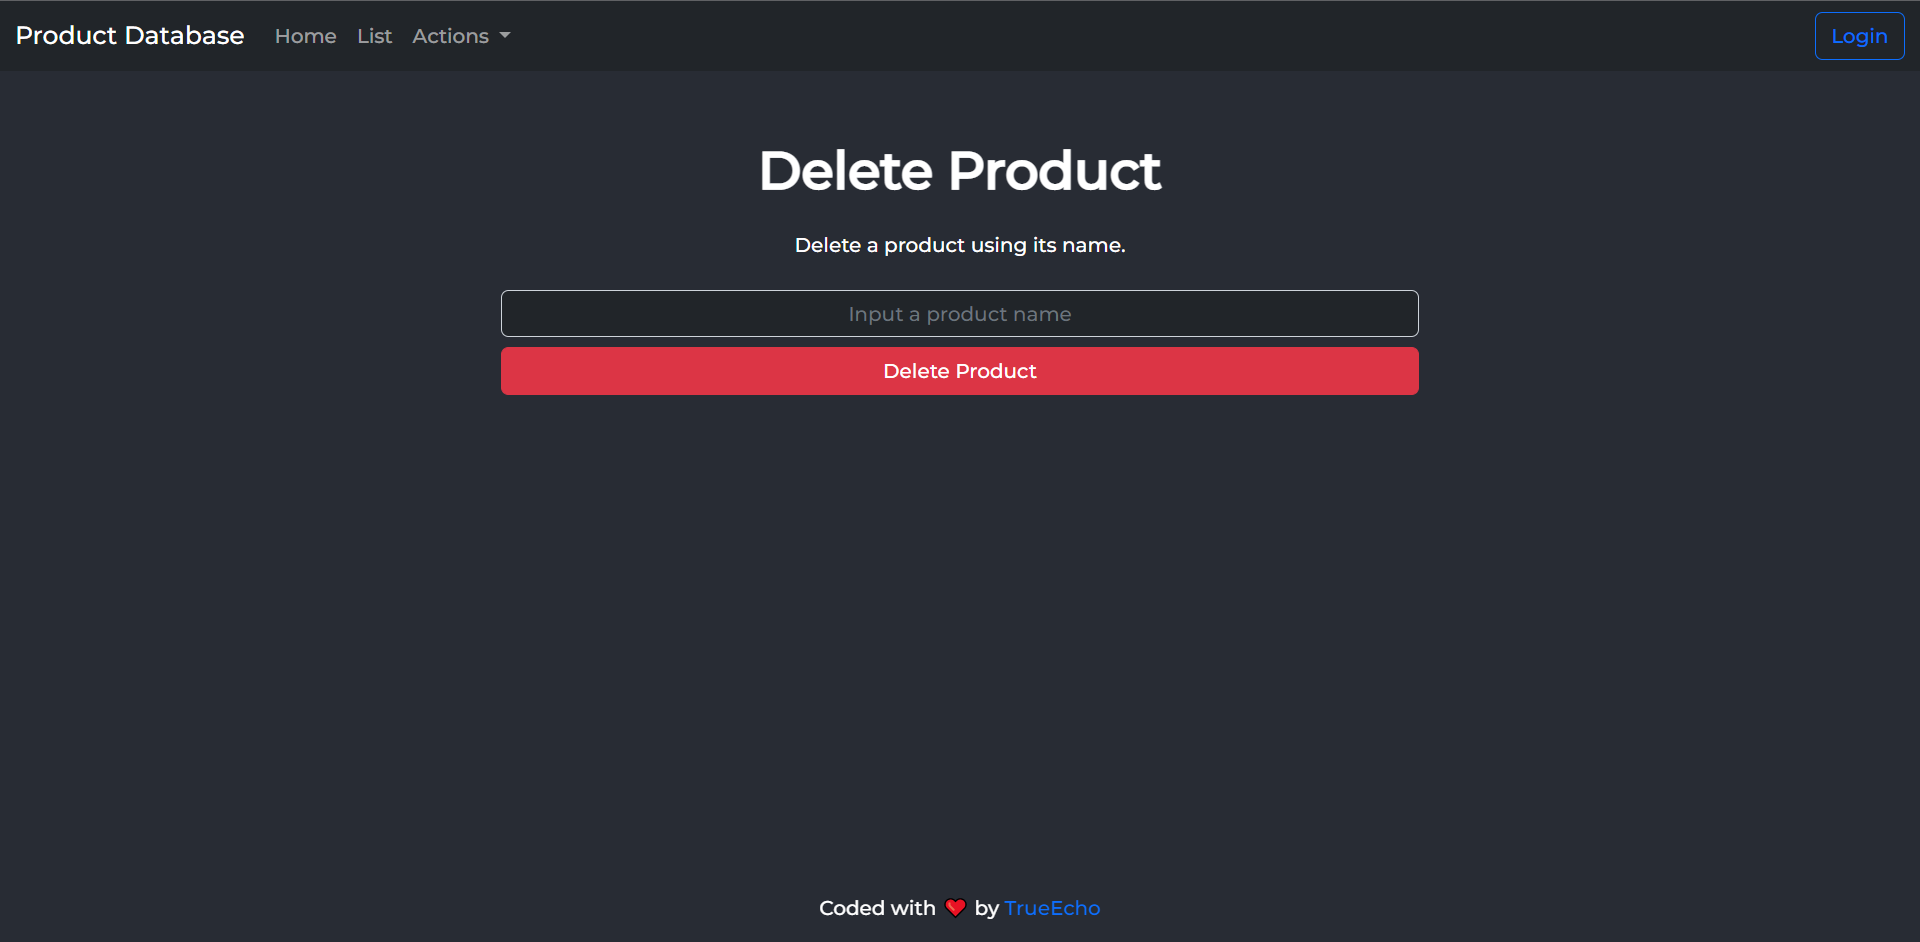 Product Database Home List Actions Login
Delete Product
Delete a product using its name.
Input a product name
Delete Product
Coded with ❤️ by TrueEcho